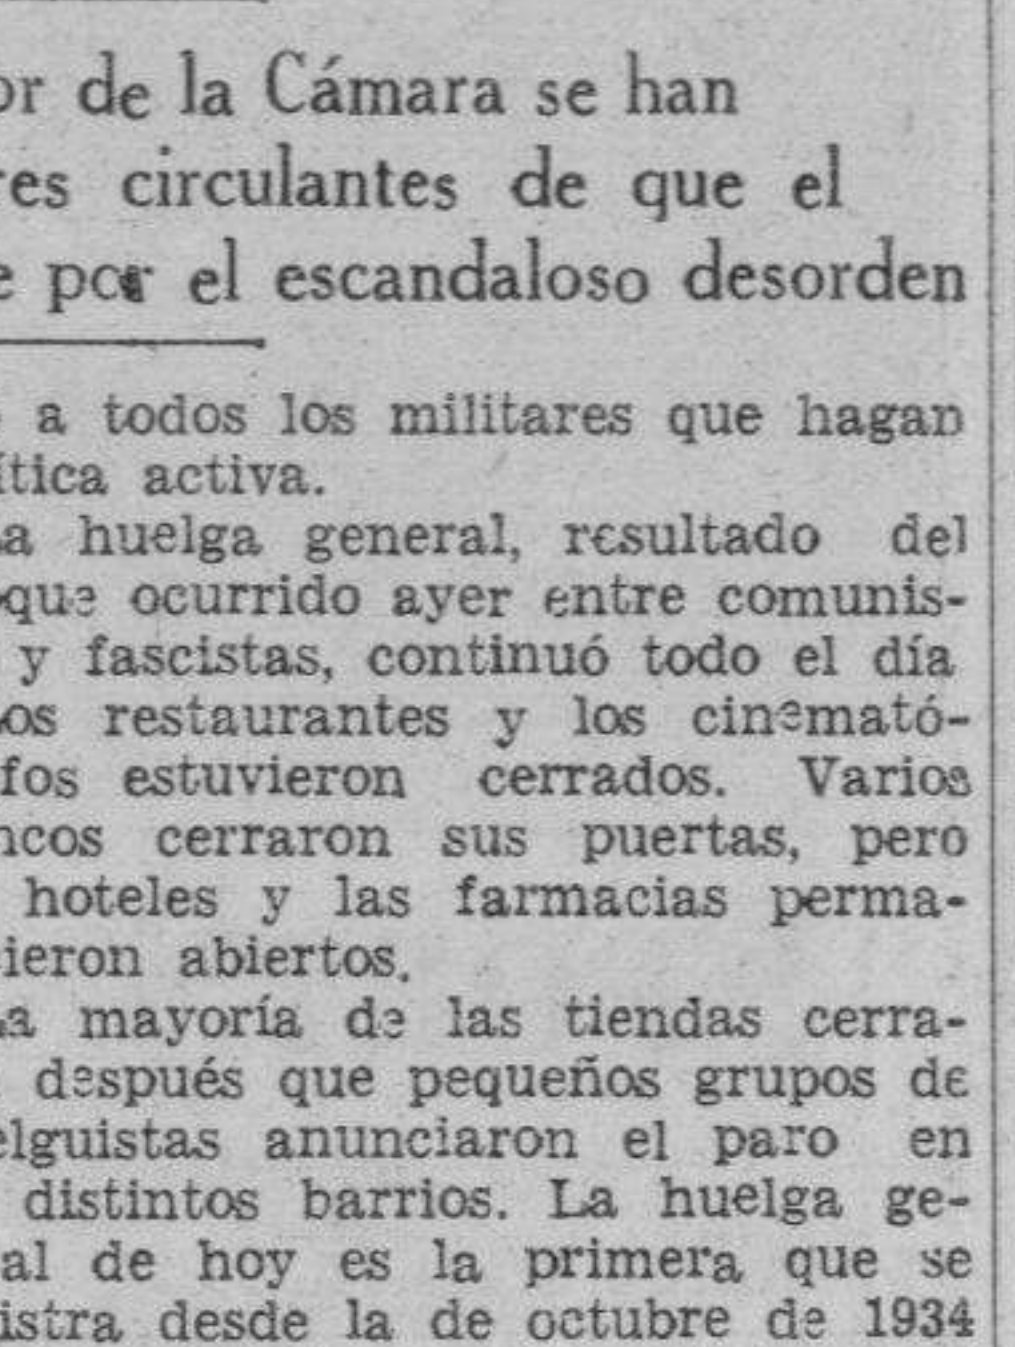 or de la Cámara se han
res circulantes de que el
e por el escandaloso desorden
a todos los militares que hagan
ítica activa.
a huelga general, resultado del
oque ocurrido ayer entre comunis-
y fascistas, continuó todo el día
os restaurantes y los cinemató-
fos estuvieron cerrados. Varios
ncos cerraron sus puertas, pero
hoteles y las farmacias perma-
ieron abiertos.
a mayoría de las tiendas cerra-
después que pequeños grupos de
elguistas anunciaron el paro en
distintos barrios. La huelga ge-
al de hoy es la primera que se
istra desde la de octubre de 1934